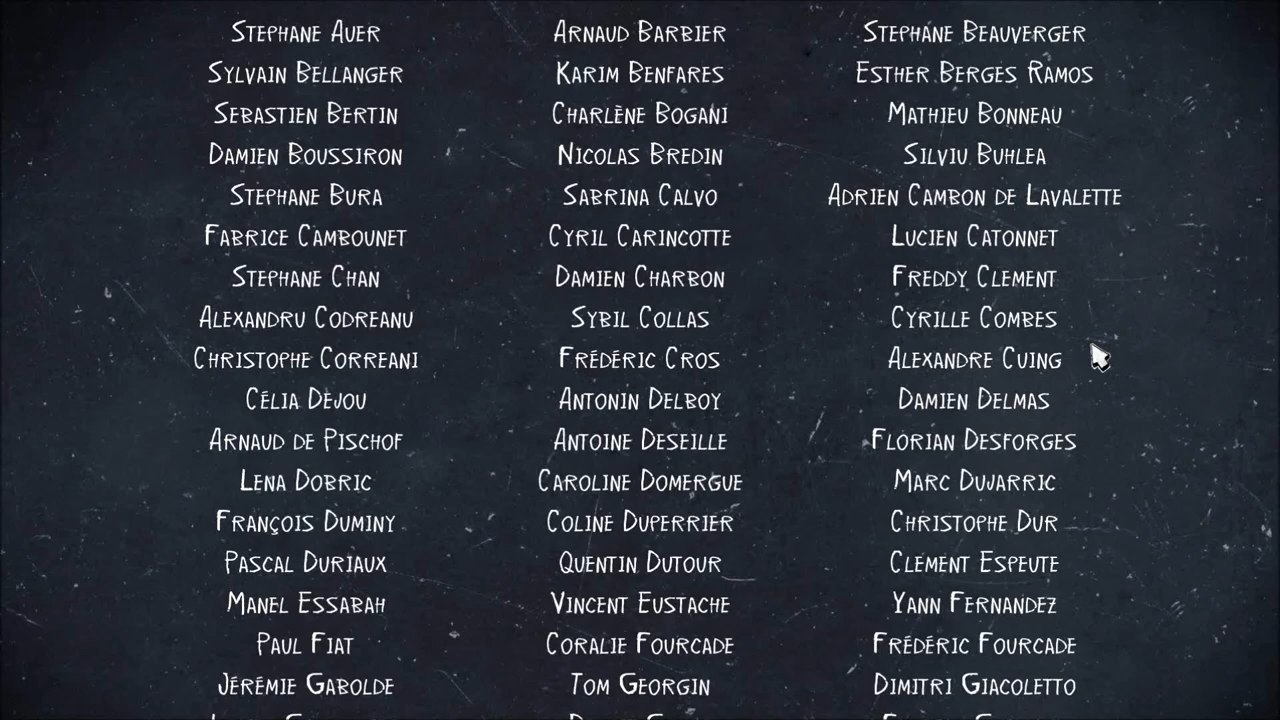 Stephane Auer Arnaud Barbier Stephane Beauverger
Sylvain Bellanger Karim Benfares Esther Berges Ramos
Sebastien Bertin Charlène Bogani Mathieu Bonneau
Damien Boussiron Nicolas Bredin Silviu Buhlea
Stephane Bura Sabrina Calvo Adrien Cambon de Lavalette
Fabrice Cambounet Cyril Carincotte Lucien Catonnet
Stephane Chan Damien Charbon Freddy Clement
Alexandru Codreanu Sybil Collas Cyrille Combes
Christophe Correani Frédéric Cros Alexandre Cuing
Célia Dejou Antonin Delboy Damien Delmas
Arnaud de Pischof Antoine Deseille Florian Desforges
Lena Dobric Caroline Domergue Marc Dujarric
François Duminy Coline Duperrier Christophe Dur
Pascal Duriaux Quentin Dutour Clement Espeute
Manel Essabah Vincent Eustache Yann Fernandez
Paul Fiat Coralie Fourcade Frédéric Fourcade
Jérémie Gabolde Tom Georgin Dimitri Giacoletto